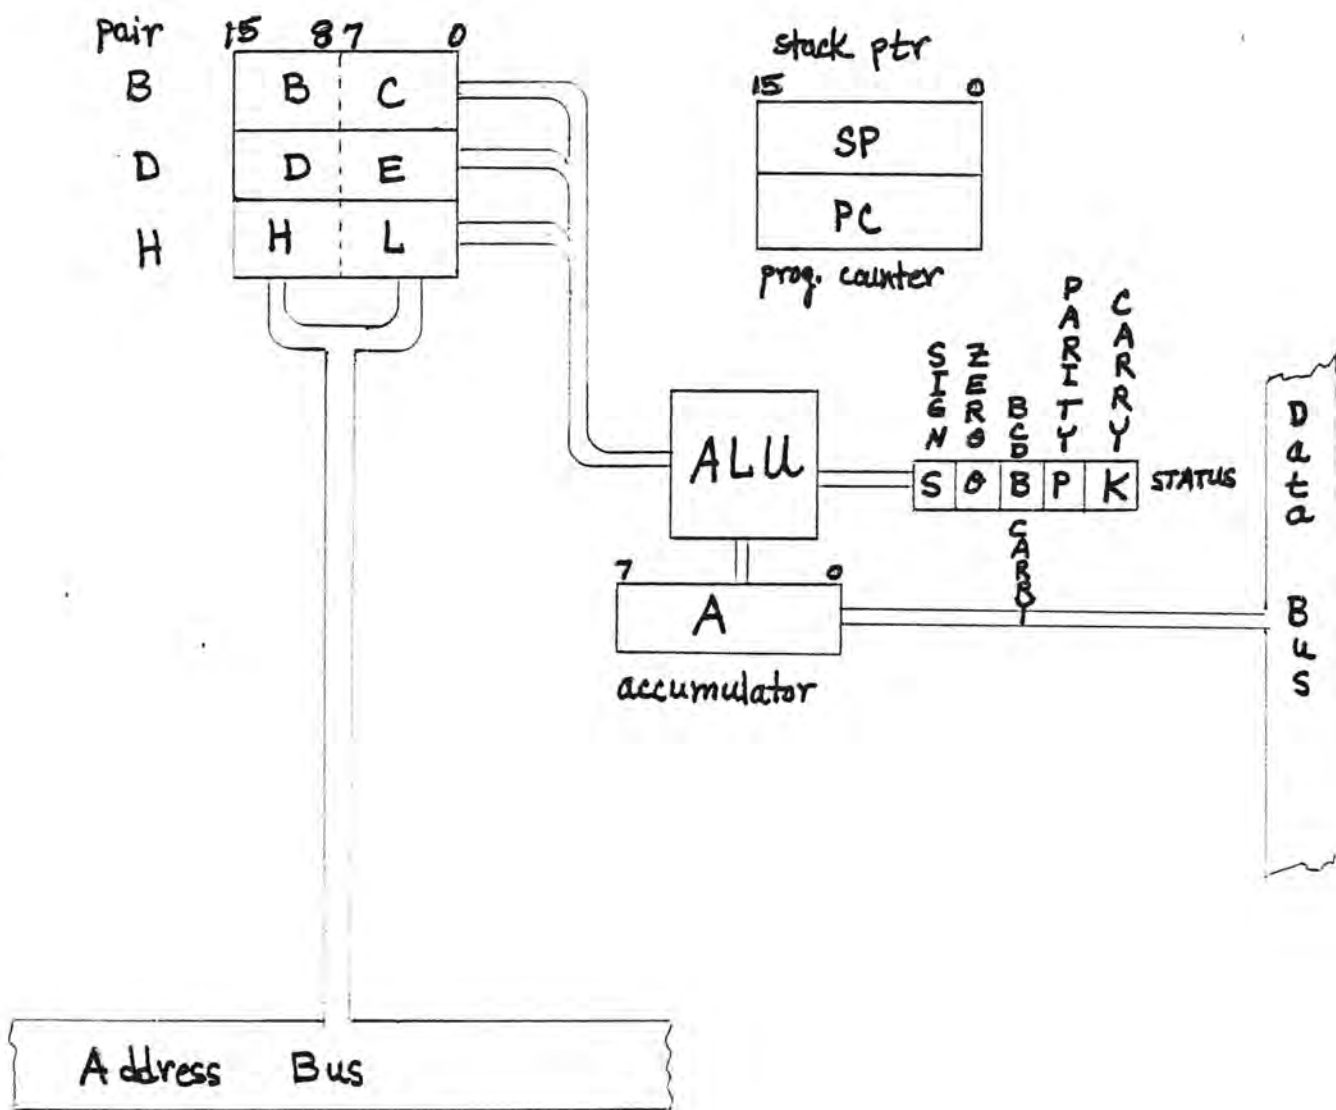 pair 15 8 7 0
B B C
D D E
H H L
stack ptr
15 0
SP
PC
prog. counter
SIGN
ZERO
BCD
PARITY
CARRY
ALU
S 0 B P K STATUS
CARRY
7 0
A
accumulator
Data Bus
Address Bus